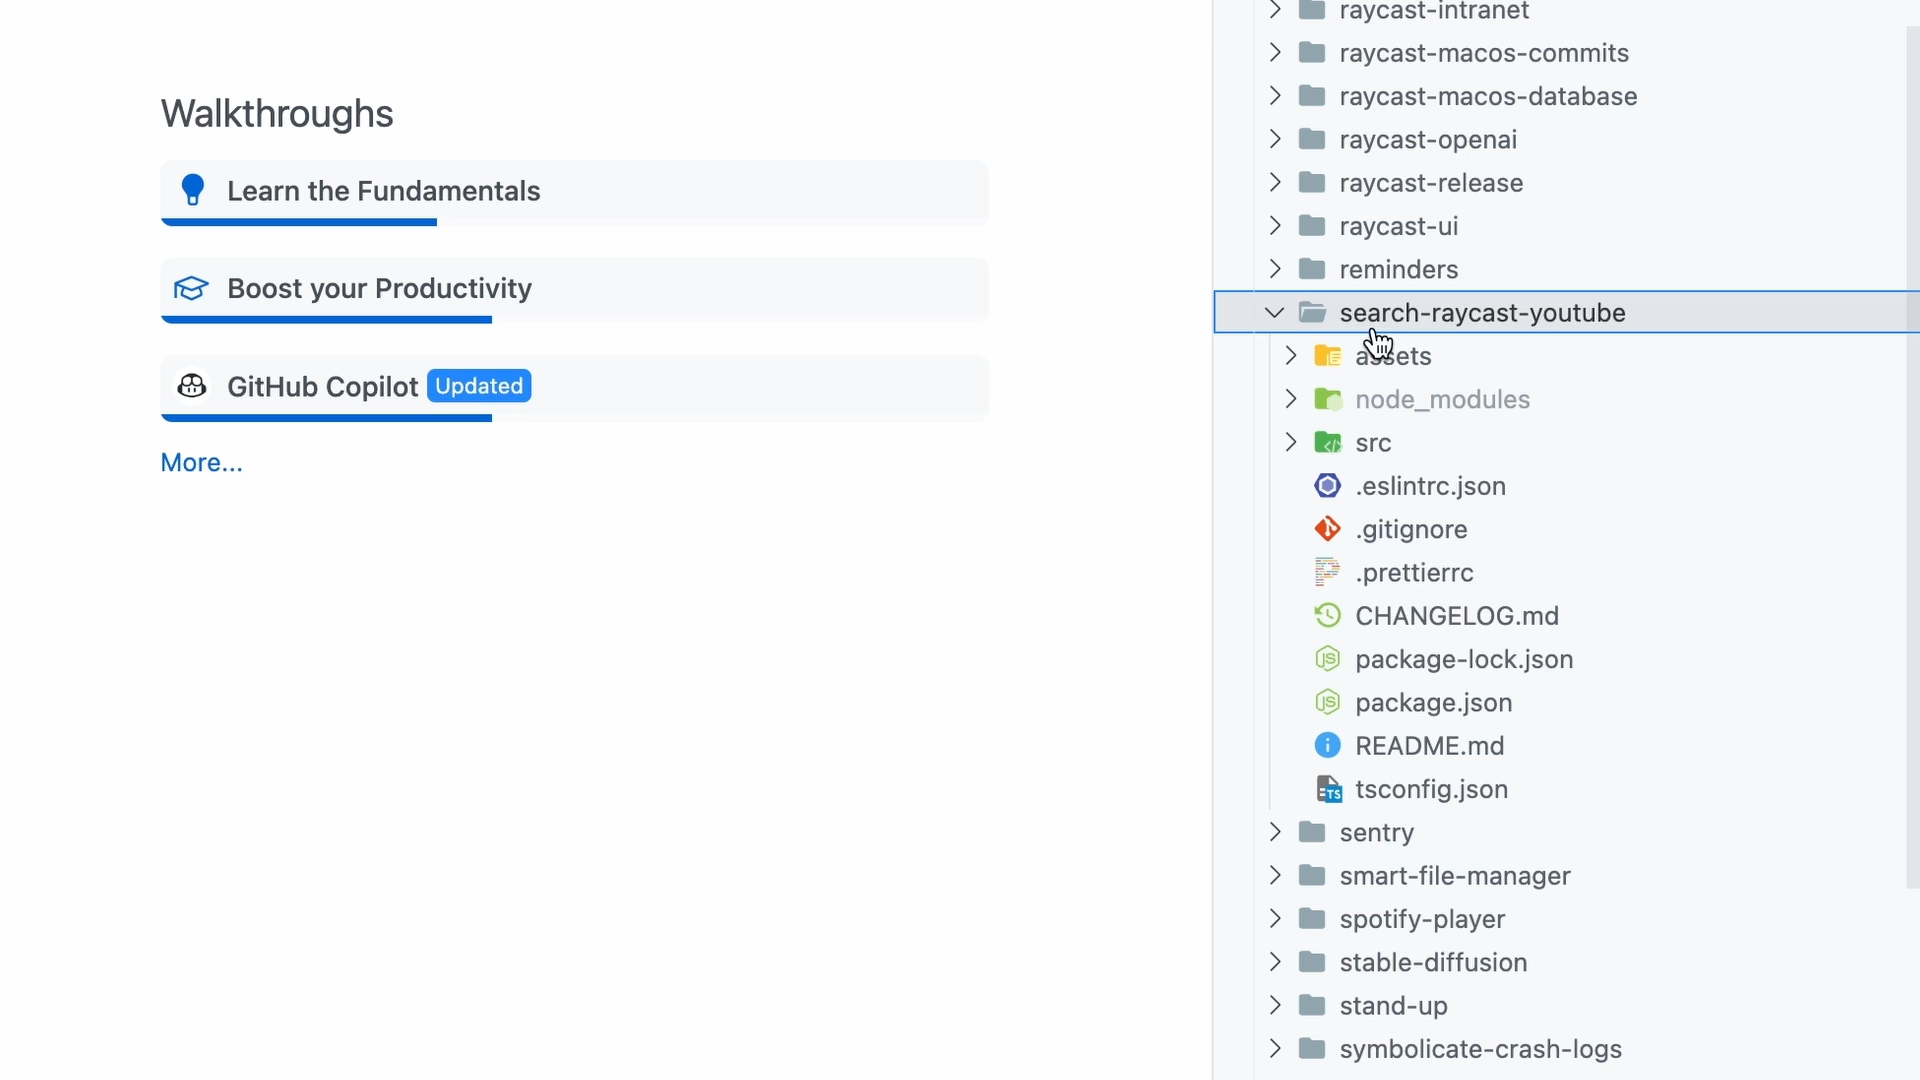 Walkthroughs
Learn the Fundamentals
Boost your Productivity
GitHub Copilot Updated
More...
raycast-intranet
raycast-macos-commits
raycast-macos-database
raycast-openai
raycast-release
raycast-ui
reminders
search-raycast-youtube
assets
node_modules
src
.eslintrc.json
.gitignore
.prettierrc
CHANGELOG.md
package-lock.json
package.json
README.md
tsconfig.json
sentry
smart-file-manager
spotify-player
stable-diffusion
stand-up
symbolicate-crash-logs